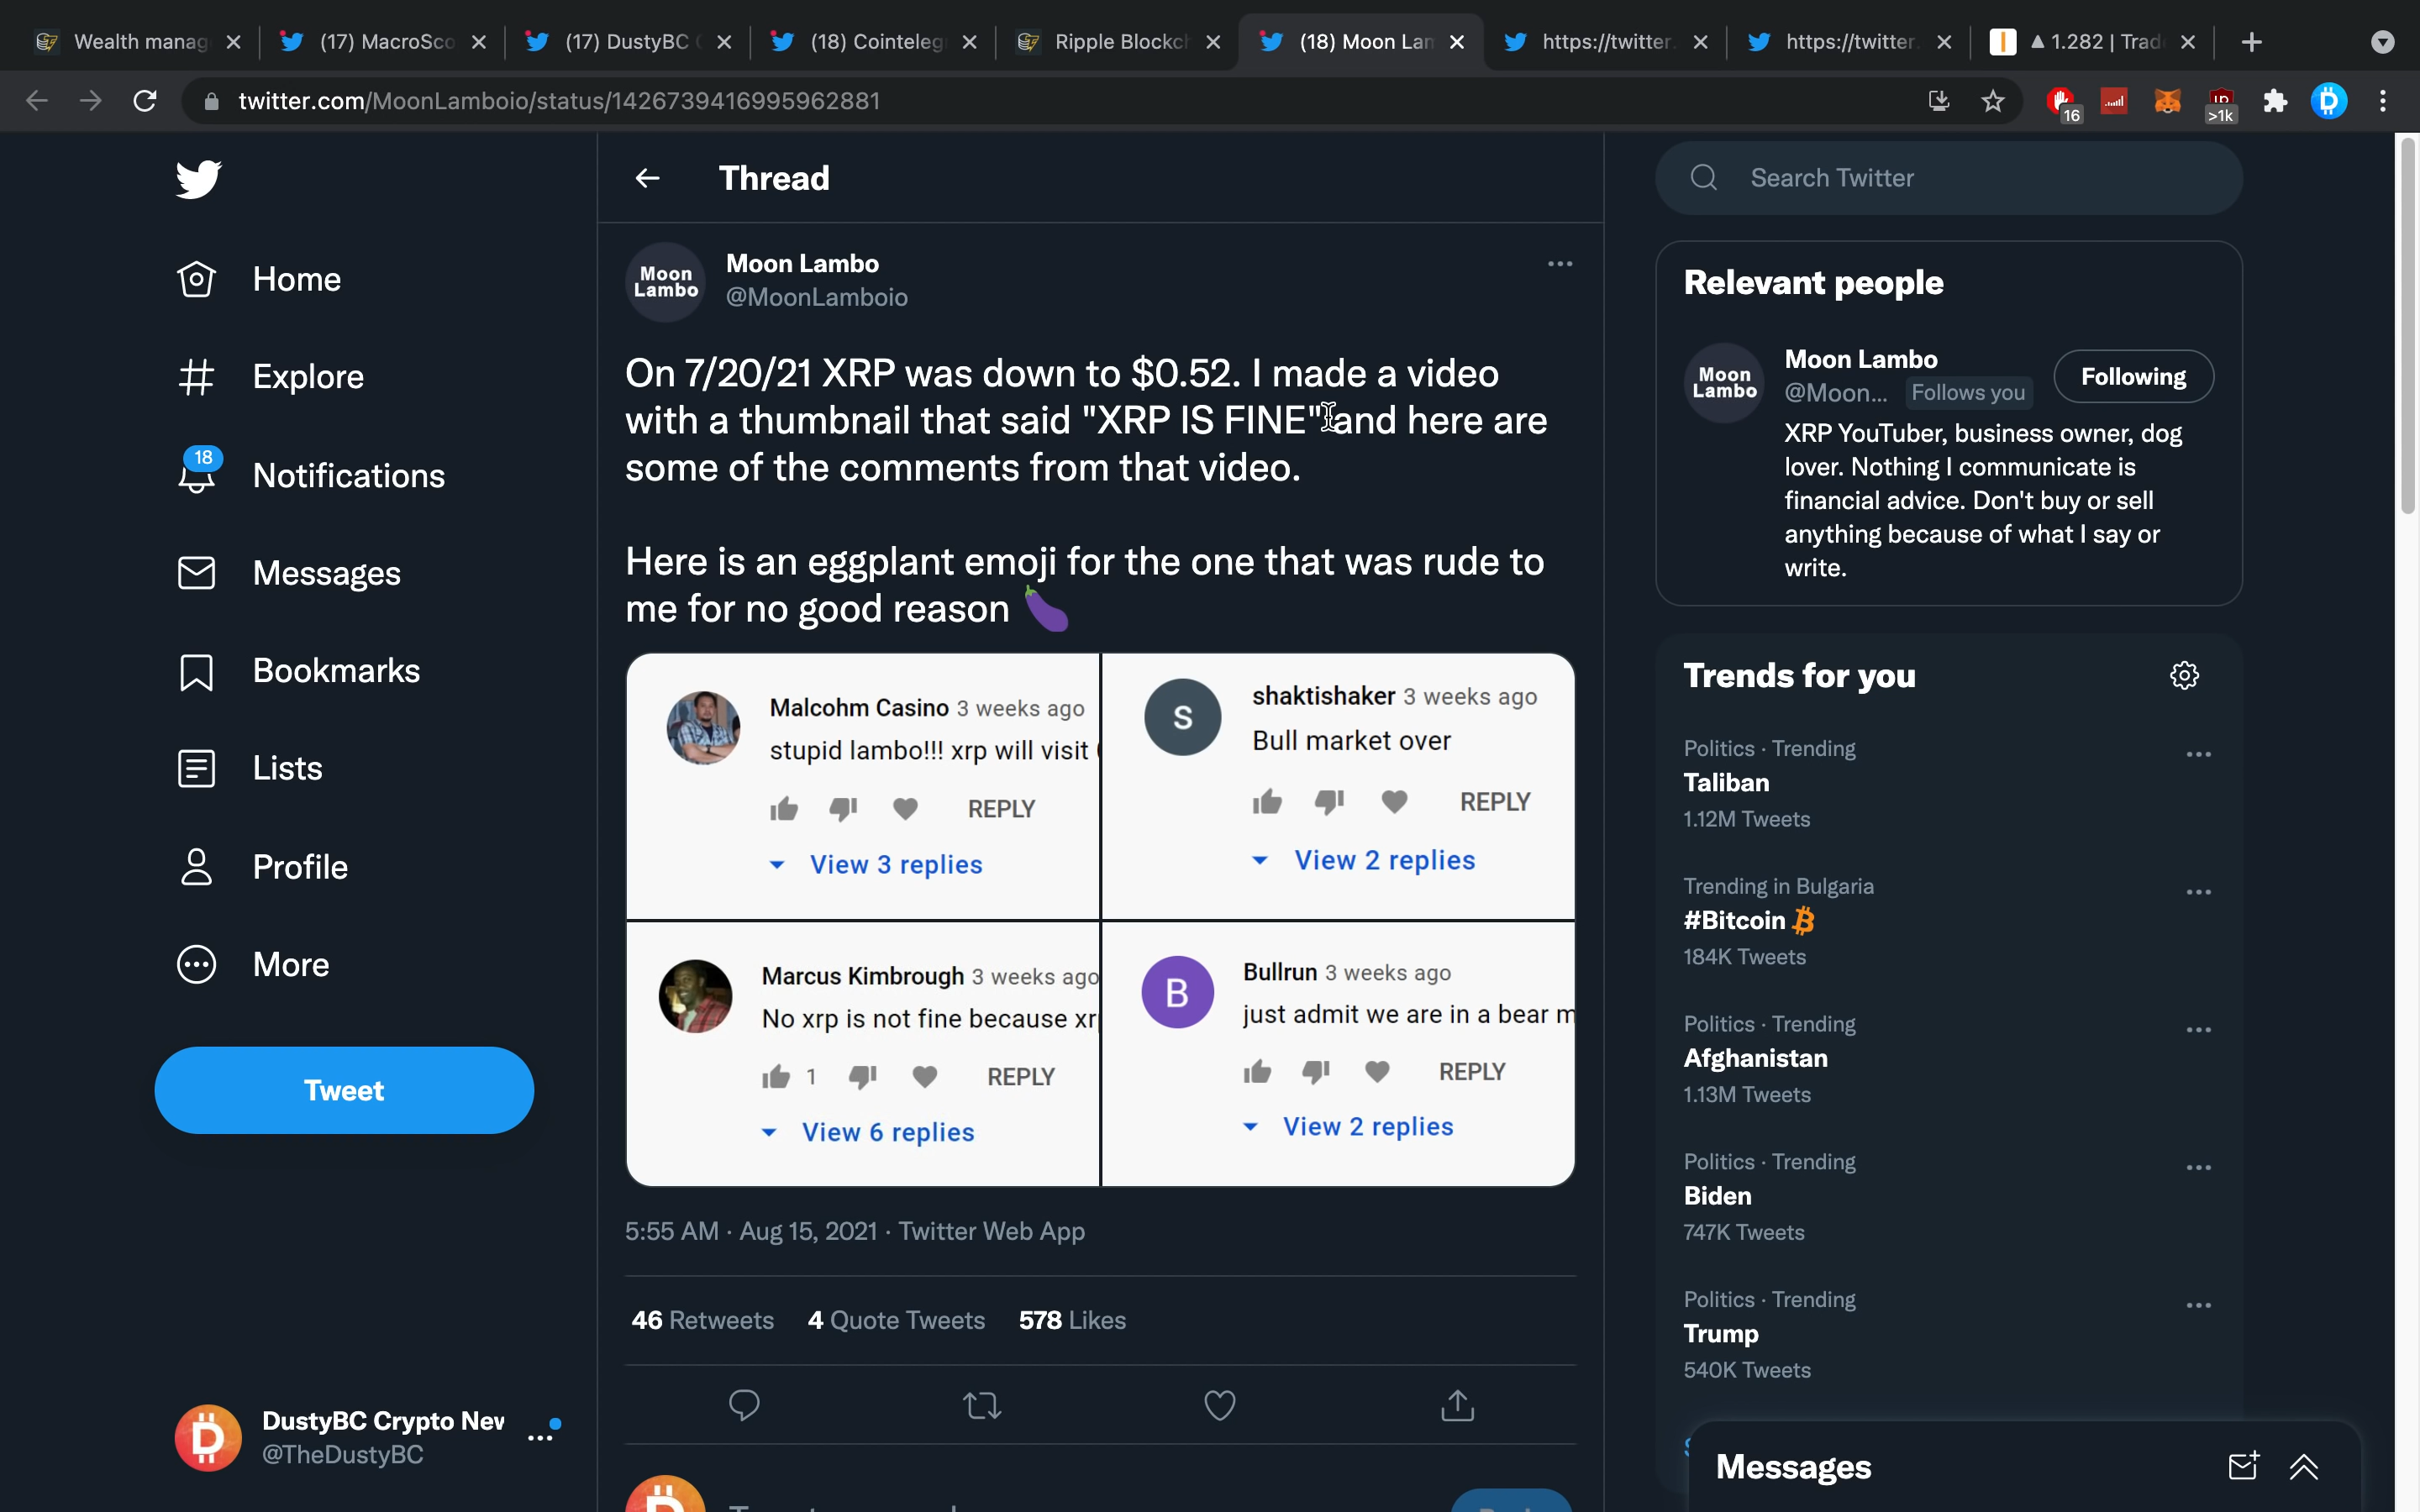 Wealth manag
(17) MacroSco
(17) DustyBC
(18) Cointeleg
Ripple Blockc
(18) Moon Lam
https://twitter.
https://twitter.
1.282 | Trad
twitter.com/MoonLamboio/status/1426739416995962881
16
>1k
Home
Explore
18
Notifications
Messages
Bookmarks
Lists
Profile
More
Tweet
DustyBC Crypto New
@TheDustyBC
Thread
Moon Lambo
Moon Lambo
@MoonLamboio
On 7/20/21 XRP was down to $0.52. I made a video
with a thumbnail that said "XRP IS FINE" and here are
some of the comments from that video.
Here is an eggplant emoji for the one that was rude to
me for no good reason 🍆
Malcohm Casino 3 weeks ago
stupid lambo!!! xrp will visit
REPLY
View 3 replies
S
shaktishaker 3 weeks ago
Bull market over
REPLY
View 2 replies
Marcus Kimbrough 3 weeks ago
No xrp is not fine because xr
1 REPLY
View 6 replies
B
Bullrun 3 weeks ago
just admit we are in a bear m
REPLY
View 2 replies
5:55 AM · Aug 15, 2021 · Twitter Web App
46 Retweets 4 Quote Tweets 578 Likes
Search Twitter
Relevant people
Moon Lambo
Moon Lambo
@Moon... Follows you
Following
XRP YouTuber, business owner, dog
lover. Nothing I communicate is
financial advice. Don't buy or sell
anything because of what I say or
write.
Trends for you
Politics · Trending
Taliban
1.12M Tweets
Trending in Bulgaria
#Bitcoin
184K Tweets
Politics · Trending
Afghanistan
1.13M Tweets
Politics · Trending
Biden
747K Tweets
Politics · Trending
Trump
540K Tweets
Messages